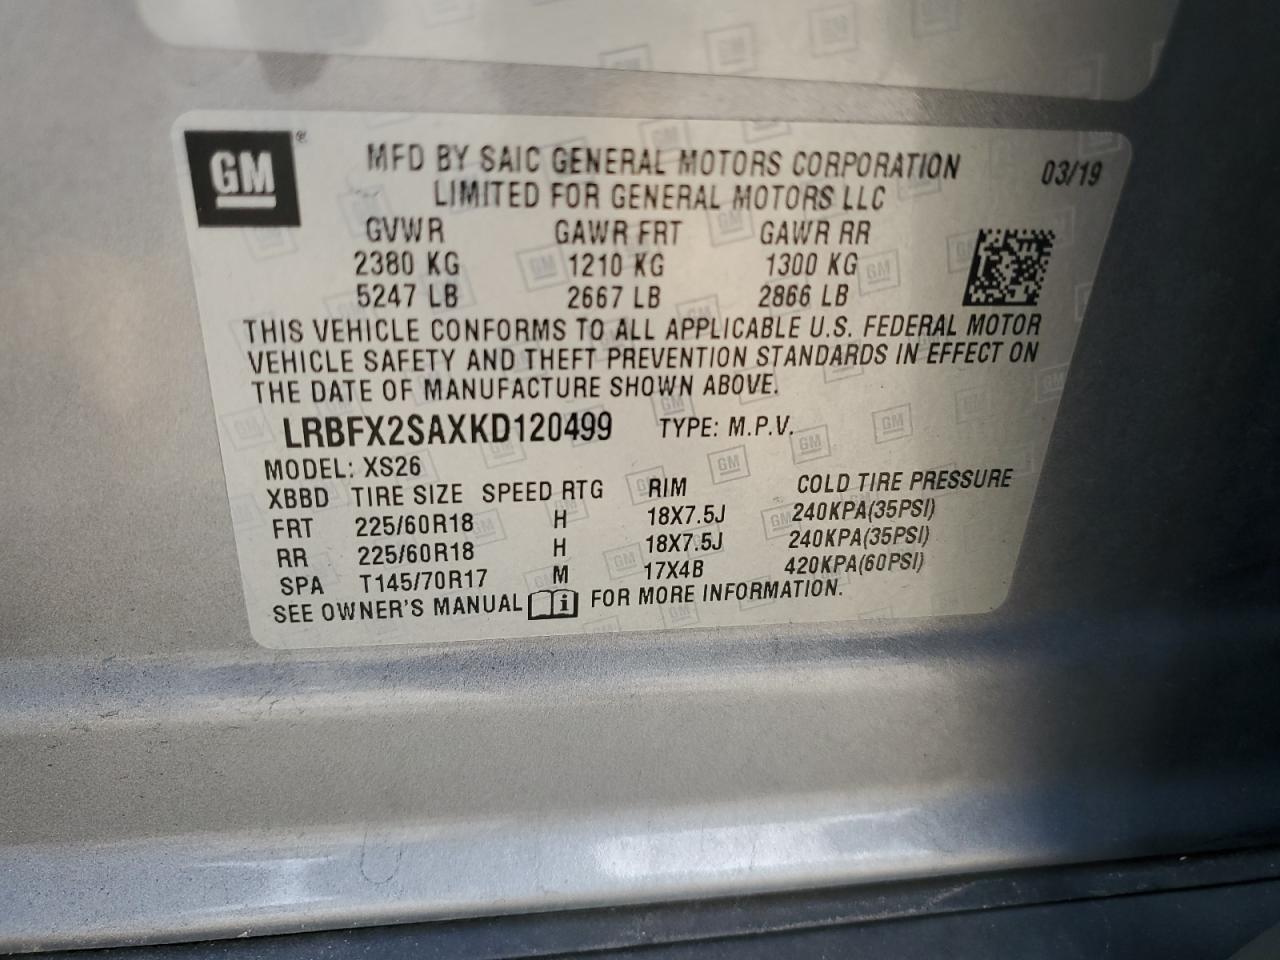 GM ®
MFD BY SAIC GENERAL MOTORS CORPORATION 03/19
LIMITED FOR GENERAL MOTORS LLC
GVWR GAWR FRT GAWR RR
2380 KG 1210 KG 1300 KG
5247 LB 2667 LB 2866 LB
THIS VEHICLE CONFORMS TO ALL APPLICABLE U.S. FEDERAL MOTOR
VEHICLE SAFETY AND THEFT PREVENTION STANDARDS IN EFFECT ON
THE DATE OF MANUFACTURE SHOWN ABOVE.
LRBFX2SAXKD120499 TYPE: M.P.V.
MODEL: XS26
XBBD TIRE SIZE SPEED RTG RIM COLD TIRE PRESSURE
FRT 225/60R18 H 18X7.5J 240KPA(35PSI)
RR 225/60R18 H 18X7.5J 240KPA(35PSI)
SPA T145/70R17 M 17X4B 420KPA(60PSI)
SEE OWNER'S MANUAL i FOR MORE INFORMATION.